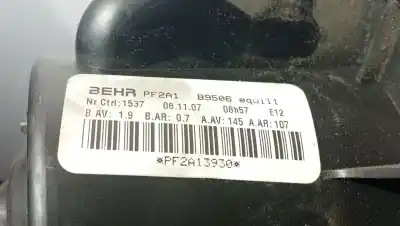 BEHR PF2A1 B9506 equili
Nr Ctrl:1537 08.11.07 08h57 E12
B.AV: 1.9 B.AR: 0.7 A.AV: 145 A.AR: 107
*PF2A13930*